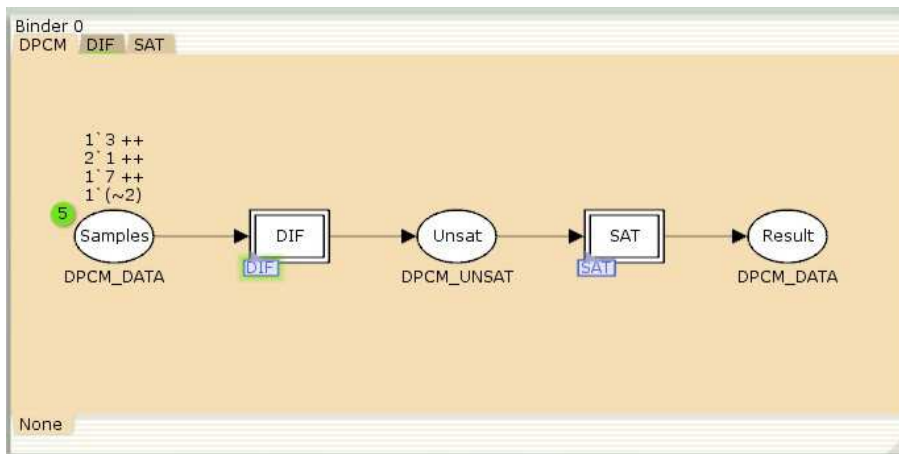 Binder 0
DPCM DIF SAT
1`3 ++
2`1 ++
1`7 ++
1`(~2)
5
Samples DIF Unsat SAT Result
DIF SAT
DPCM_DATA DPCM_UNSAT DPCM_DATA
None